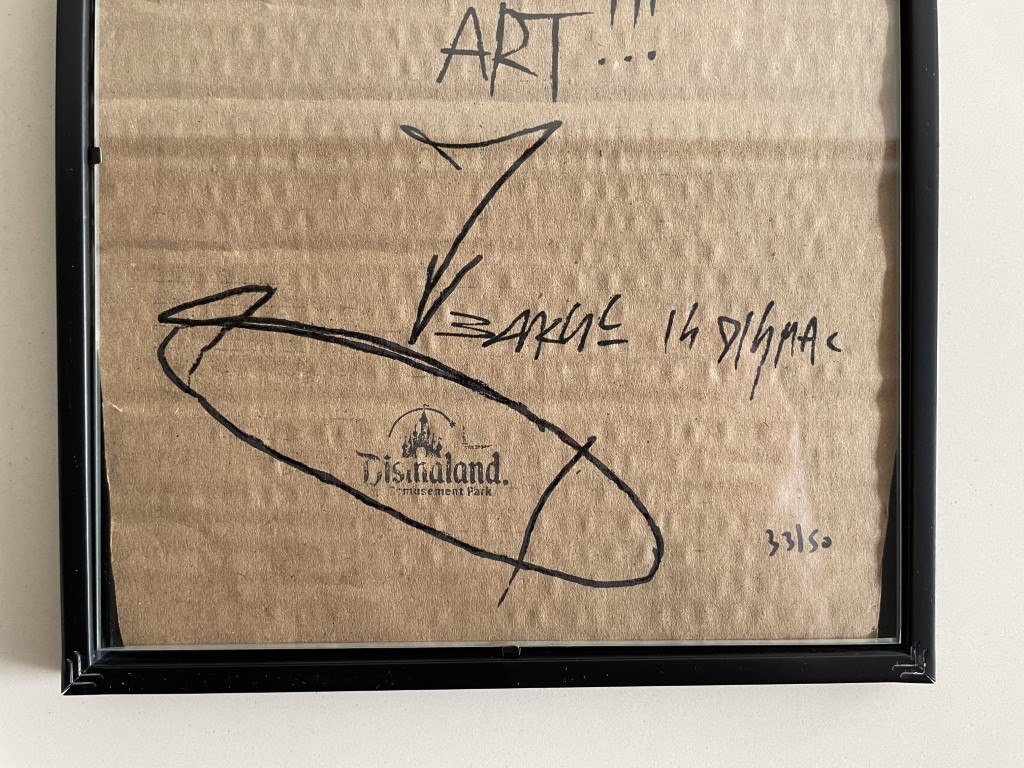 ART!!!
Dismaland.
Amusement Park
33/50